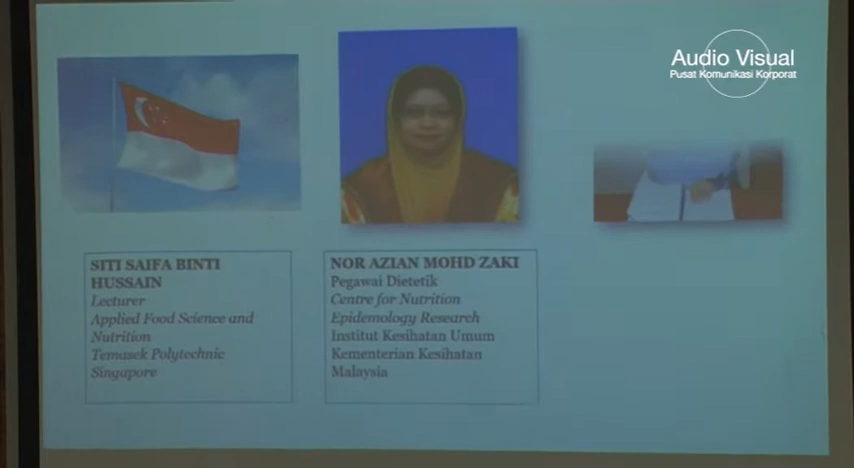 Audio Visual
Pusat Komunikasi Korporat
SITI SAIFA BINTI
HUSSAIN
Lecturer
Applied Food Science and
Nutrition
Temasek Polytechnic
Singapore
NOR AZIAN MOHD ZAKI
Pegawai Dietetik
Centre for Nutrition
Epidemology Research
Institut Kesihatan Umum
Kementerian Kesihatan
Malaysia